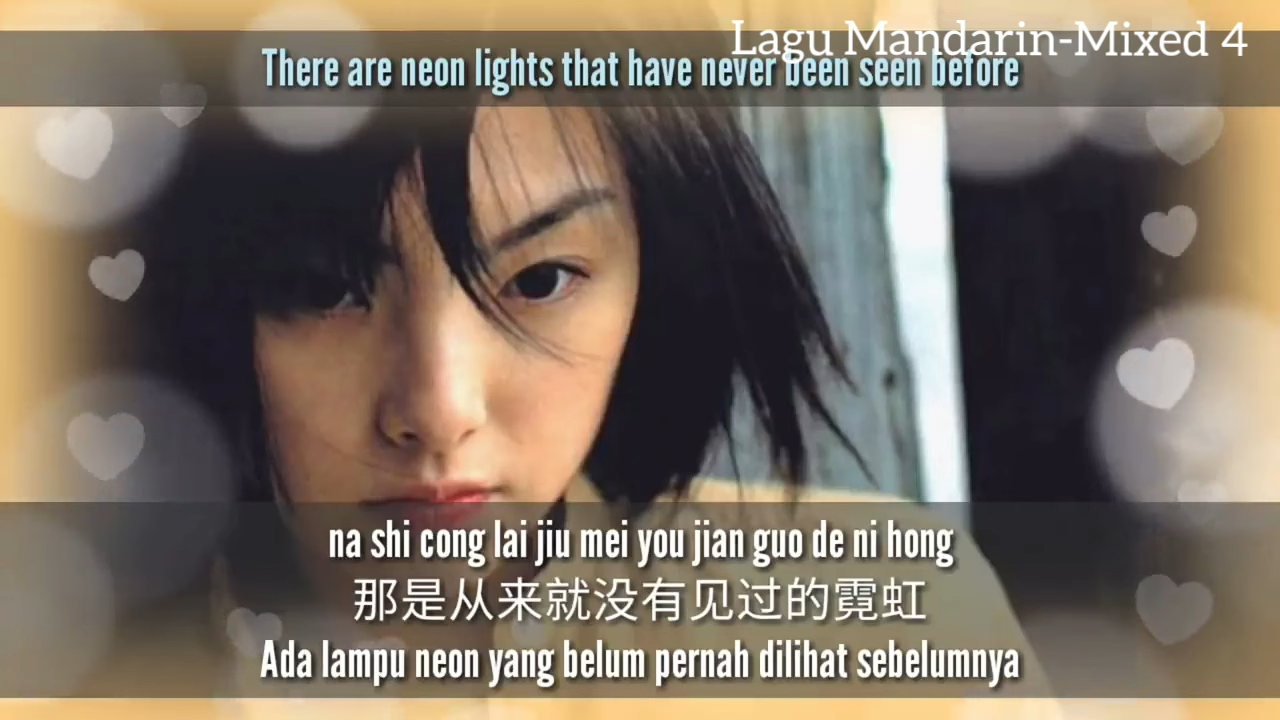 Lagu Mandarin-Mixed 4
There are neon lights that have never been seen before
na shi cong lai jiu mei you jian guo de ni hong
那是从来就没有见过的霓虹
Ada lampu neon yang belum pernah dilihat sebelumnya